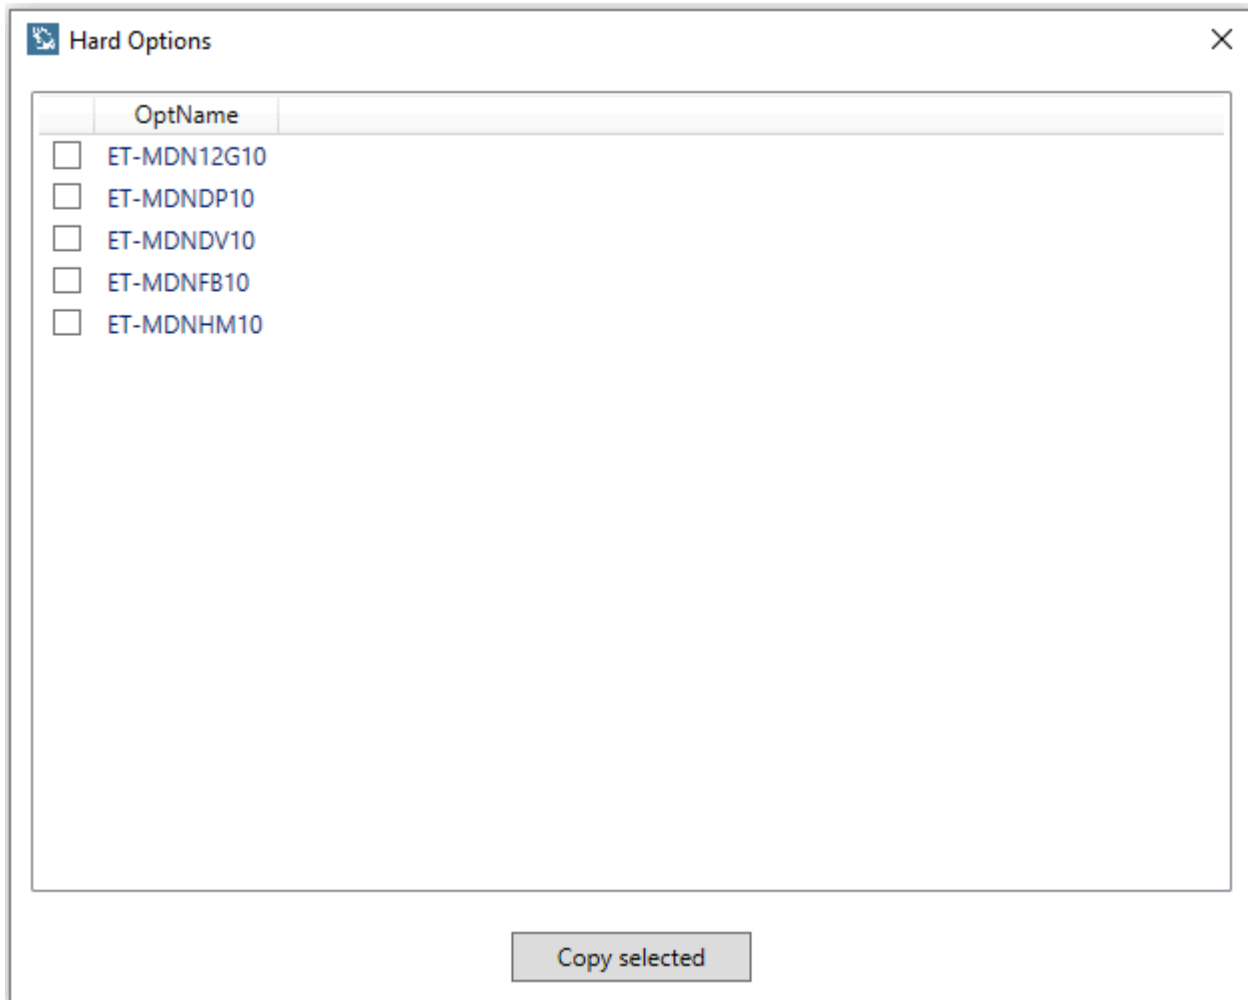 Hard Options
OptName
ET-MDN12G10
ET-MDNDP10
ET-MDNDV10
ET-MDNFB10
ET-MDNHM10
Copy selected